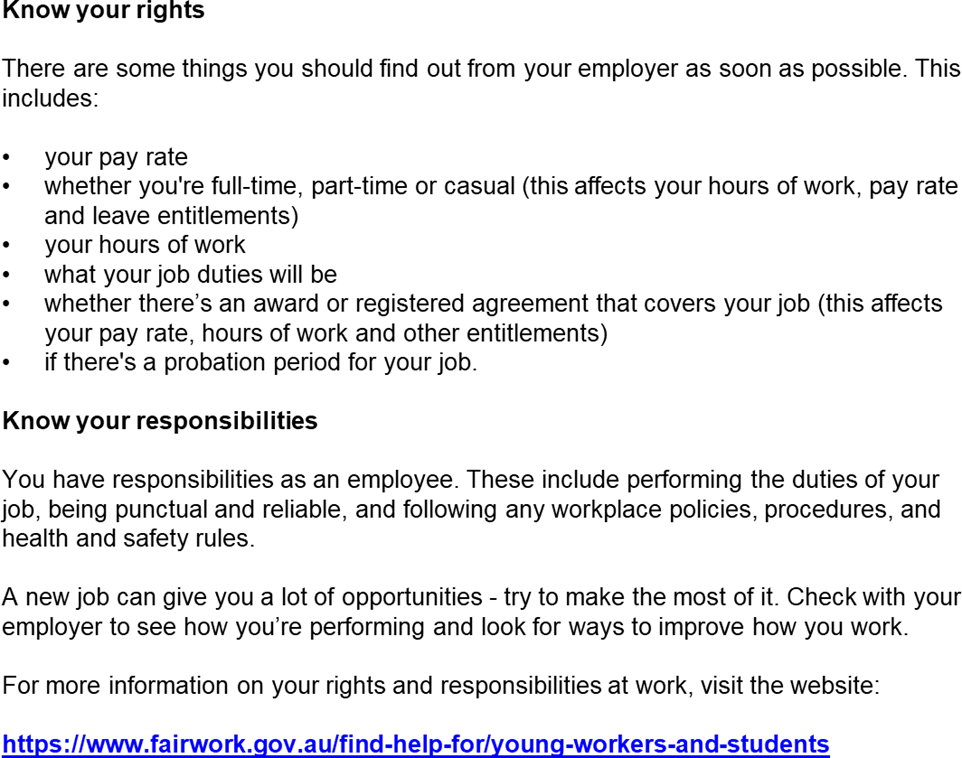 Know your rights
There are some things you should find out from your employer as soon as possible. This
includes:
• your pay rate
• whether you're full-time, part-time or casual (this affects your hours of work, pay rate
and leave entitlements)
• your hours of work
• what your job duties will be
• whether there’s an award or registered agreement that covers your job (this affects
your pay rate, hours of work and other entitlements)
• if there's a probation period for your job.
Know your responsibilities
You have responsibilities as an employee. These include performing the duties of your
job, being punctual and reliable, and following any workplace policies, procedures, and
health and safety rules.
A new job can give you a lot of opportunities - try to make the most of it. Check with your
employer to see how you’re performing and look for ways to improve how you work.
For more information on your rights and responsibilities at work, visit the website:
https://www.fairwork.gov.au/find-help-for/young-workers-and-students